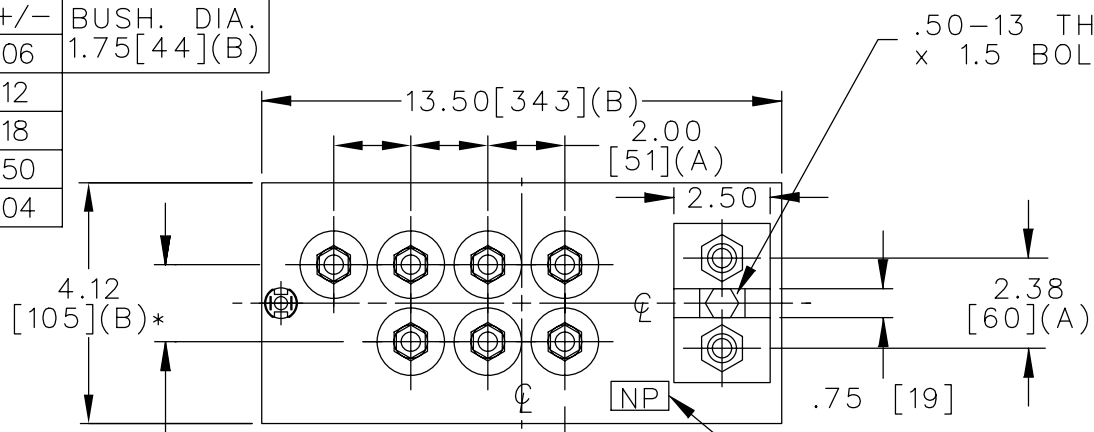 +/- BUSH. DIA.
06 1.75[44](B)
12
18
50
04
.50-13 TH
x 1.5 BOL
13.50[343](B)
2.00
[51](A)
2.50
4.12
[105](B)*
℄
2.38
[60](A)
℄
NP
.75 [19]